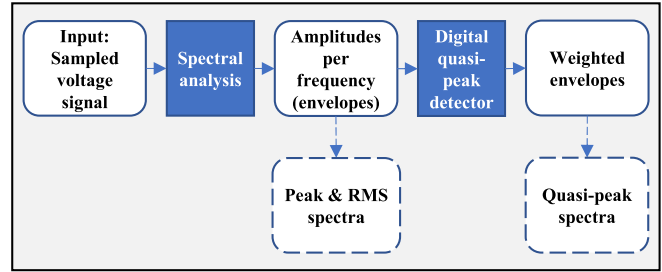 Input:
Sampled
voltage
signal
Spectral
analysis
Amplitudes
per
frequency
(envelopes)
Digital
quasi-
peak
detector
Weighted
envelopes
Peak & RMS
spectra
Quasi-peak
spectra